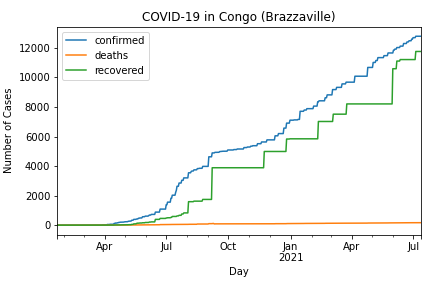 COVID-19 in Congo (Brazzaville)
confirmed
deaths
recovered
Number of Cases
12000
10000
8000
6000
4000
2000
0
Apr Jul Oct Jan Apr Jul
2021
Day